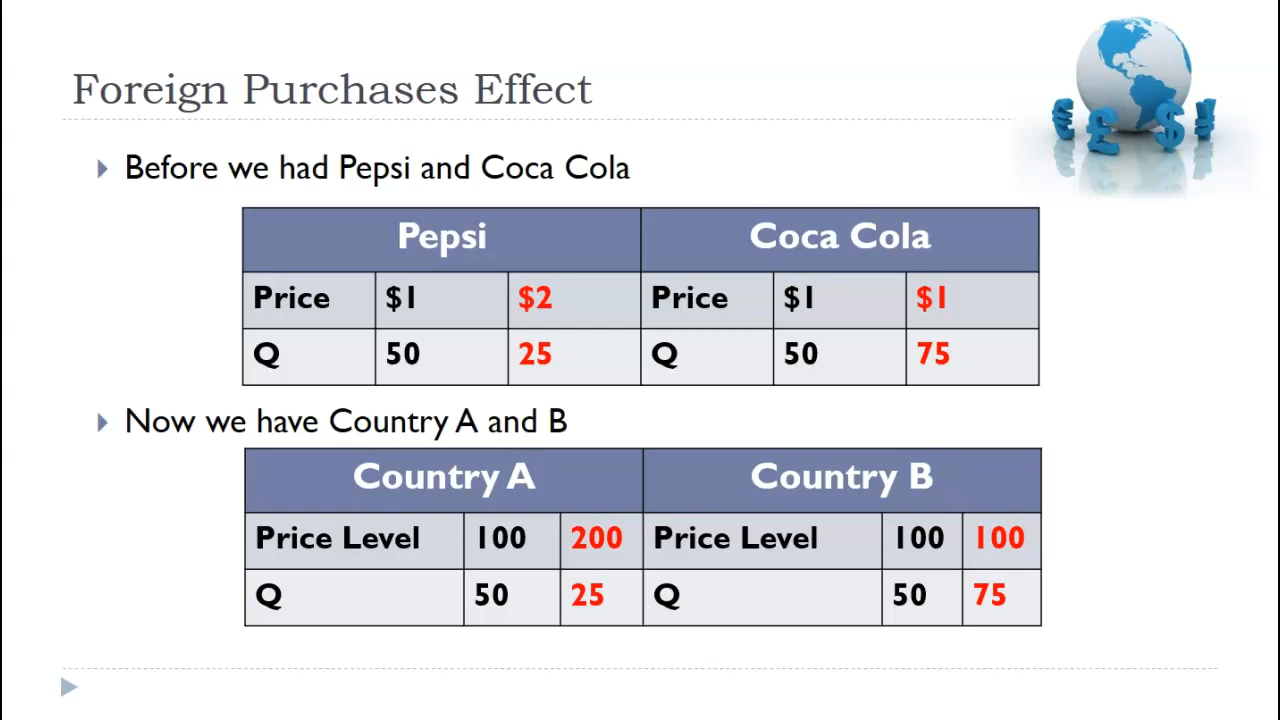 Foreign Purchases Effect
Before we had Pepsi and Coca Cola
Pepsi Coca Cola
Price $1 $2 Price $1 $1
Q 50 25 Q 50 75
Now we have Country A and B
Country A Country B
Price Level 100 200 Price Level 100 100
Q 50 25 Q 50 75